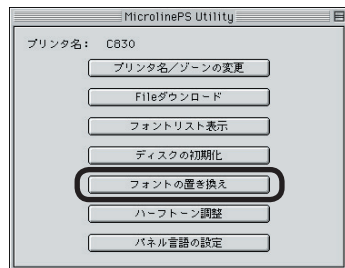 MicrolinePS Utility
プリンタ名： C830
プリンタ名／ゾーンの変更
Fileダウンロード
フォントリスト表示
ディスクの初期化
フォントの置き換え
ハーフトーン調整
パネル言語の設定